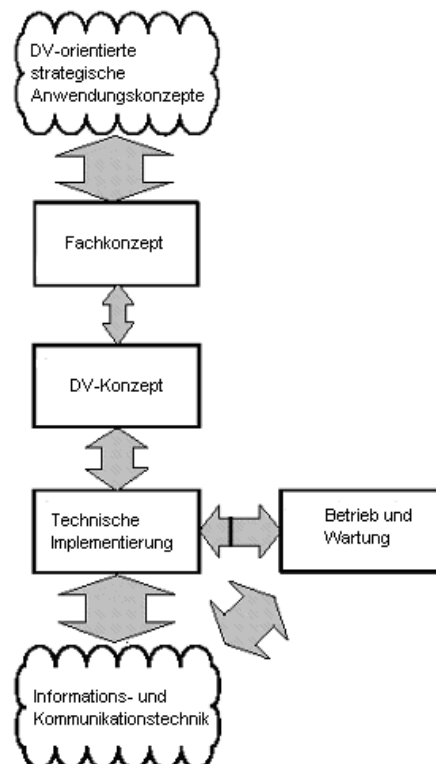 DV-orientierte
strategische
Anwendungskonzepte
Fachkonzept
DV-Konzept
Technische
Implementierung
Betrieb und
Wartung
Informations- und
Kommunikationstechnik